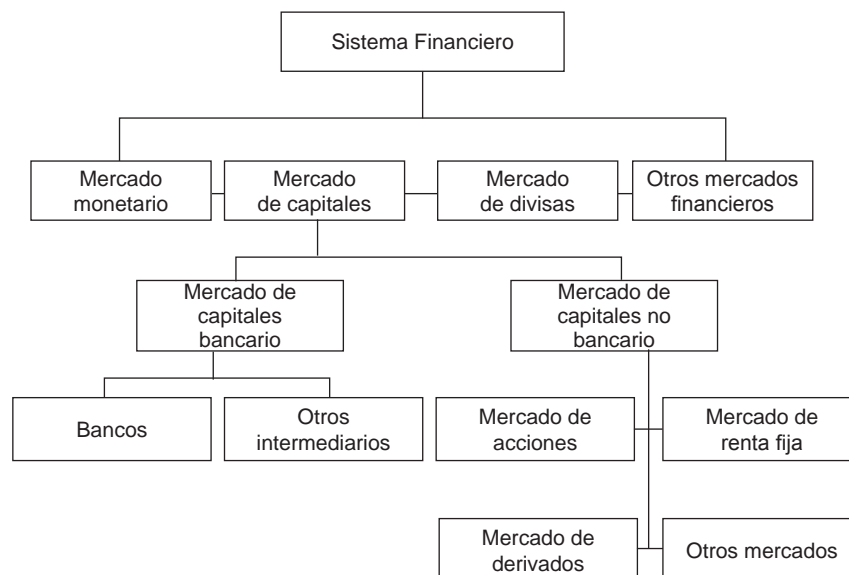 Sistema Financiero
Mercado
monetario
Mercado
de capitales
Mercado
de divisas
Otros mercados
financieros
Mercado de
capitales
bancario
Mercado de
capitales no
bancario
Bancos
Otros
intermediarios
Mercado de
acciones
Mercado de
renta fija
Mercado de
derivados
Otros mercados